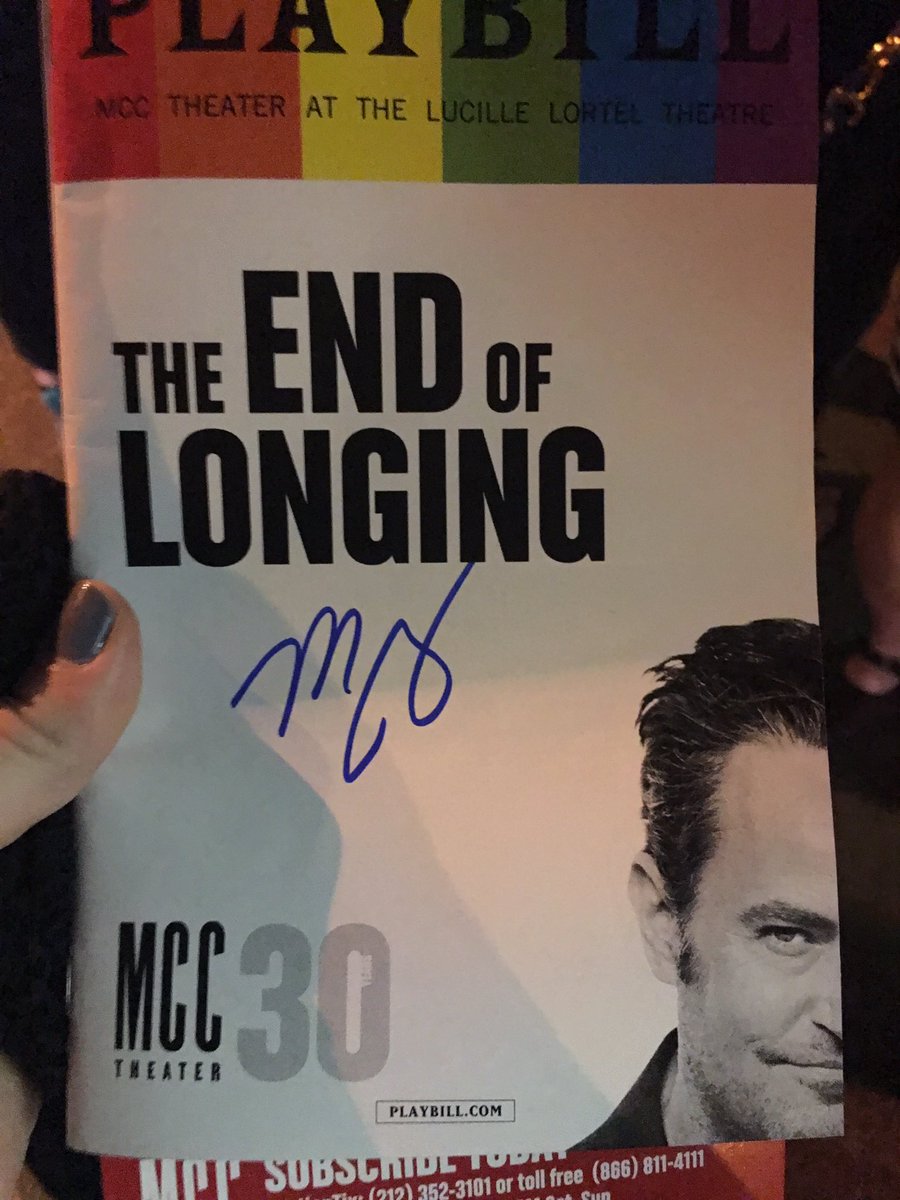 PLAYBILL
MCC THEATER AT THE LUCILLE LORTEL THEATRE
THE END OF
LONGING
MCC 30
THEATER
PLAYBILL.COM
MCC SUBSCRIBE TODAY
(212) 352-3101 or toll free (866) 811-4111